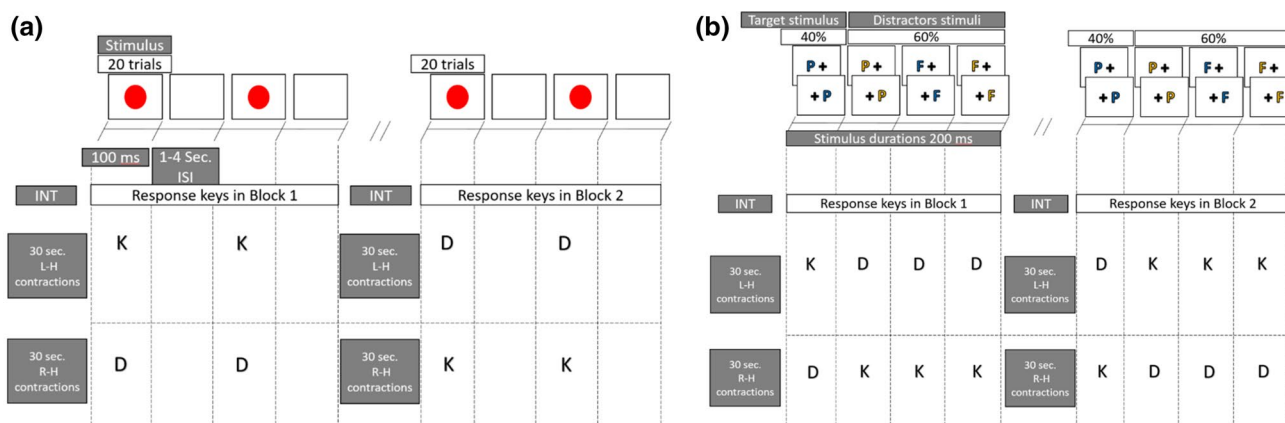 (a)
Stimulus
20 trials
20 trials
100 ms
1-4 Sec.
ISI
INT
Response keys in Block 1
INT
Response keys in Block 2
30 sec.
L-H
contractions
K K
30 sec.
L-H
contractions
D D
30 sec.
R-H
contractions
D D
30 sec.
R-H
contractions
K K
(b)
Target stimulus
Distractors stimuli
40% 60%
P + P + F + F +
+ P + P + F + F
40% 60%
P + P + F + F +
+ P + P + F + F
Stimulus durations 200 ms
INT
Response keys in Block 1
INT
Response keys in Block 2
30 sec.
L-H
contractions
K D D D
30 sec.
L-H
contractions
D K K K
30 sec.
R-H
contractions
D K K K
30 sec.
R-H
contractions
K D D D